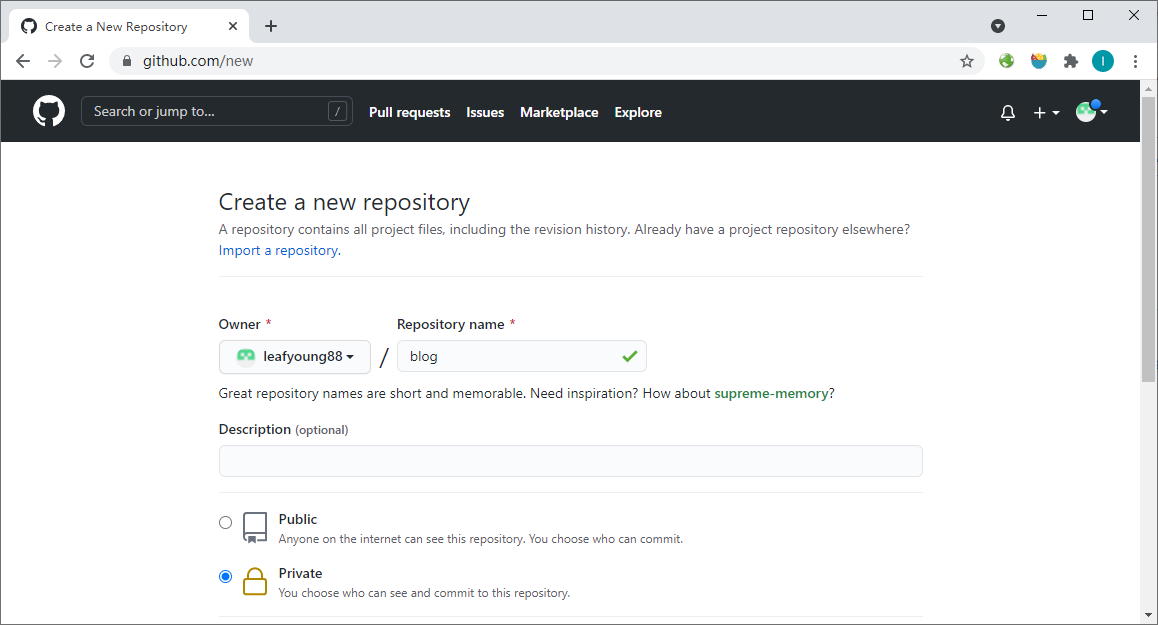 Create a New Repository
github.com/new
I
Search or jump to... /
Pull requests Issues Marketplace Explore
Create a new repository
A repository contains all project files, including the revision history. Already have a project repository elsewhere?
Import a repository.
Owner * Repository name *
leafyoung88 / blog
Great repository names are short and memorable. Need inspiration? How about supreme-memory?
Description (optional)
Public
Anyone on the internet can see this repository. You choose who can commit.
Private
You choose who can see and commit to this repository.